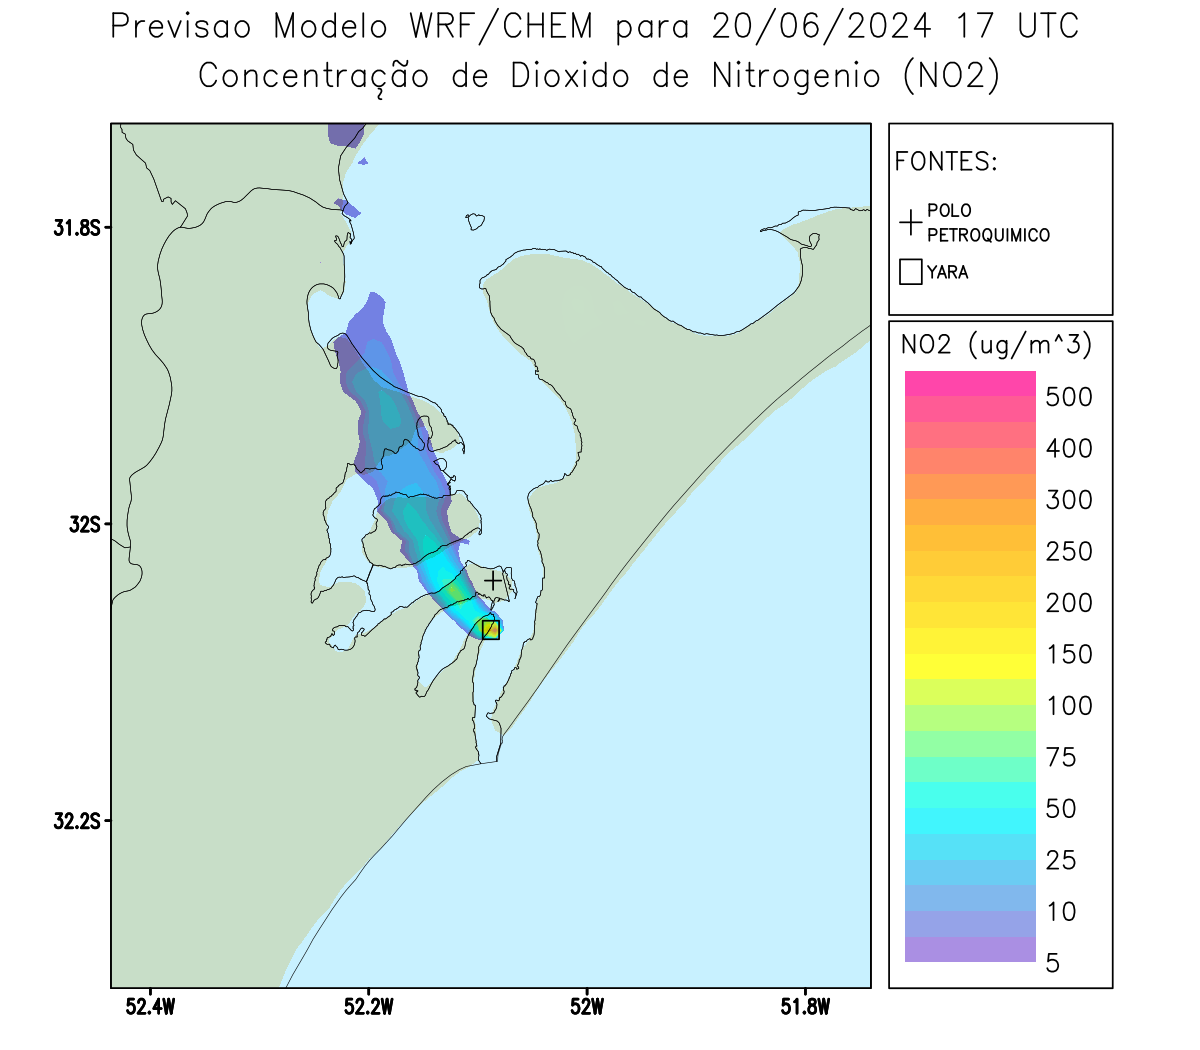 Previsao Modelo WRF/CHEM para 20/06/2024 17 UTC
Concentração de Dioxido de Nitrogenio (NO2)
FONTES:
POLO
PETROQUIMICO
YARA
NO2 (ug/m^3)
500
400
300
250
200
150
100
75
50
25
10
5
31.8S
32S
32.2S
52.4W
52.2W
52W
51.8W